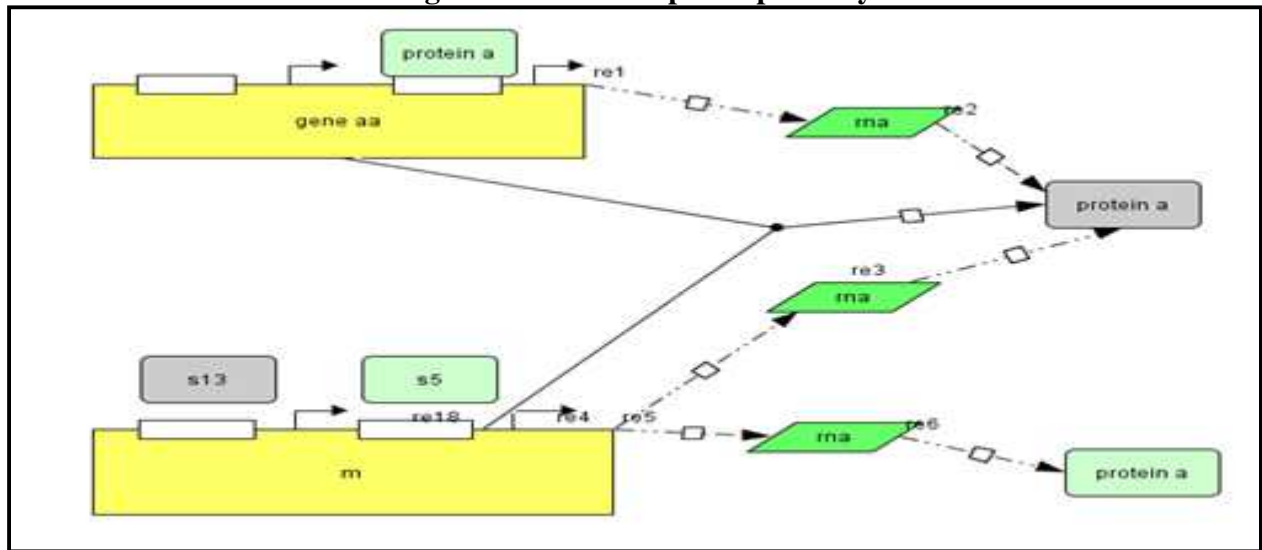 protein a
re1
gene aa
rna
re2
protein a
re3
rna
s13
s5
re18
re4
re5
rna
re6
m
protein a